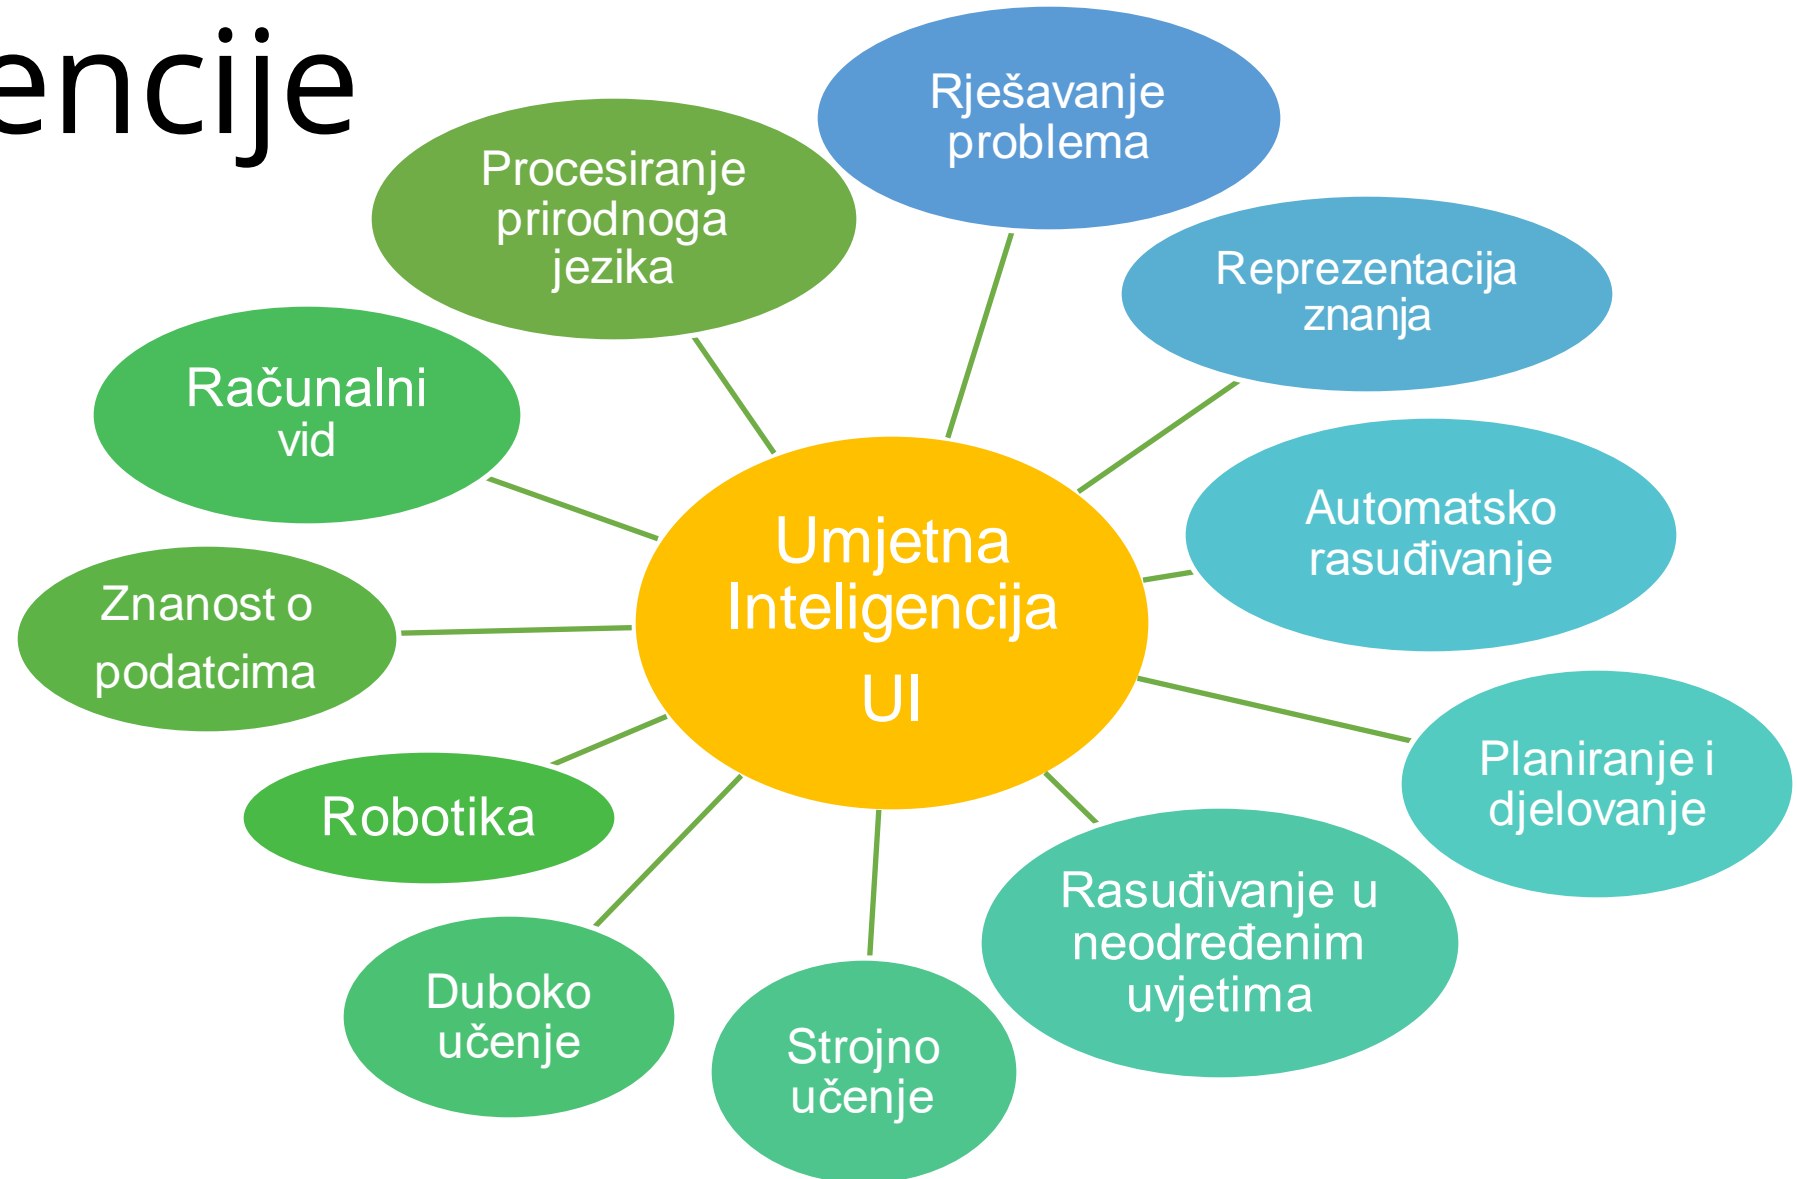 encije
Rješavanje
problema
Procesiranje
prirodnoga
jezika
Reprezentacija
znanja
Računalni
vid
Automatsko
rasuđivanje
Umjetna
Inteligencija
UI
Znanost o
podatcima
Planiranje i
djelovanje
Robotika
Rasuđivanje u
neodređenim
uvjetima
Duboko
učenje
Strojno
učenje